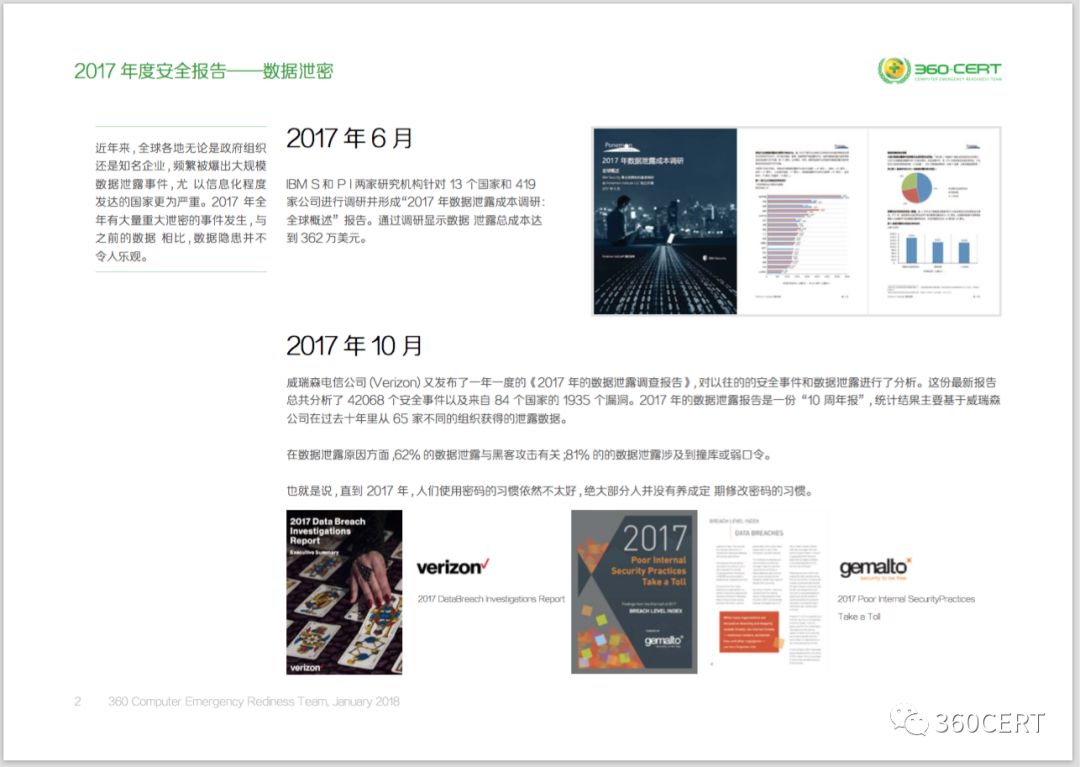 2017 年度安全报告——数据泄密
360-CERT
COMPUTER EMERGENCY READINESS TEAM
近年来,全球各地无论是政府组织
还是知名企业,频繁被爆出大规模
数据泄露事件,尤 以信息化程度
发达的国家更为严重。2017 年全
年有大量重大泄密的事件发生,与
之前的数据 相比,数据隐患并不
令人乐观。
2017 年 6 月
IBM S 和 P I 两家研究机构针对 13 个国家和 419
家公司进行调研并形成“2017 年数据泄露成本调研:
全球概述” 报告。通过调研显示数据 泄露总成本达
到 362 万美元。
Ponemon
2017 年数据泄露成本调研
全球概述
2017 年 10 月
威瑞森电信公司 (Verizon) 又发布了一年一度的《2017 年的数据泄露调查报告》,对以往的的安全事件和数据泄露进行了分析。这份最新报告
总共分析了 42068 个安全事件以及来自 84 个国家的 1935 个漏洞。2017 年的数据泄露报告是一份 “10 周年报” ,统计结果主要基于威瑞森
公司在过去十年里从 65 家不同的组织获得的泄露数据。
在数据泄露原因方面 ,62% 的数据泄露与黑客攻击有关 ;81% 的的数据泄露涉及到撞库或弱口令。
也就是说 , 直到 2017 年 , 人们使用密码的习惯依然不太好 , 绝大部分人并没有养成定 期修改密码的习惯。
2017 Data Breach
Investigations
Report
Executive Summary
verizon
verizon
2017 DataBreach Investigations Report
2017
Poor Internal
Security Practices
Take a Toll
Findings from the first half of 2017
BREACH LEVEL INDEX
gemalto
BREACH LEVEL INDEX
DATA BREACHES
gemalto
security to be free
2017 Poor Internal SecurityPractices
Take a Toll
2 360 Computer Emergency Rediness Team, January 2018
360CERT